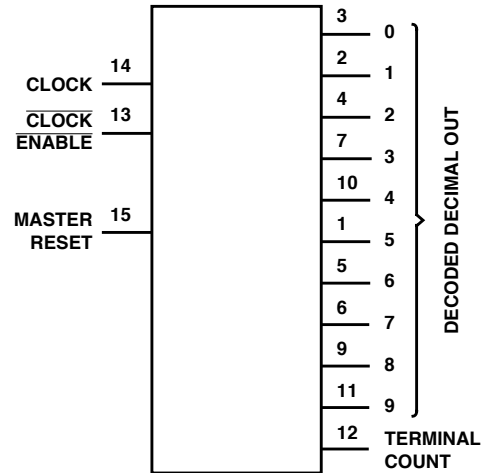 3 0
2 1
14
CLOCK
4 2
13
CLOCK
ENABLE
7 3
10 4
15
MASTER
RESET
1 5
5 6
6 7
9 8
11 9
12 TERMINAL
COUNT
DECODED DECIMAL OUT